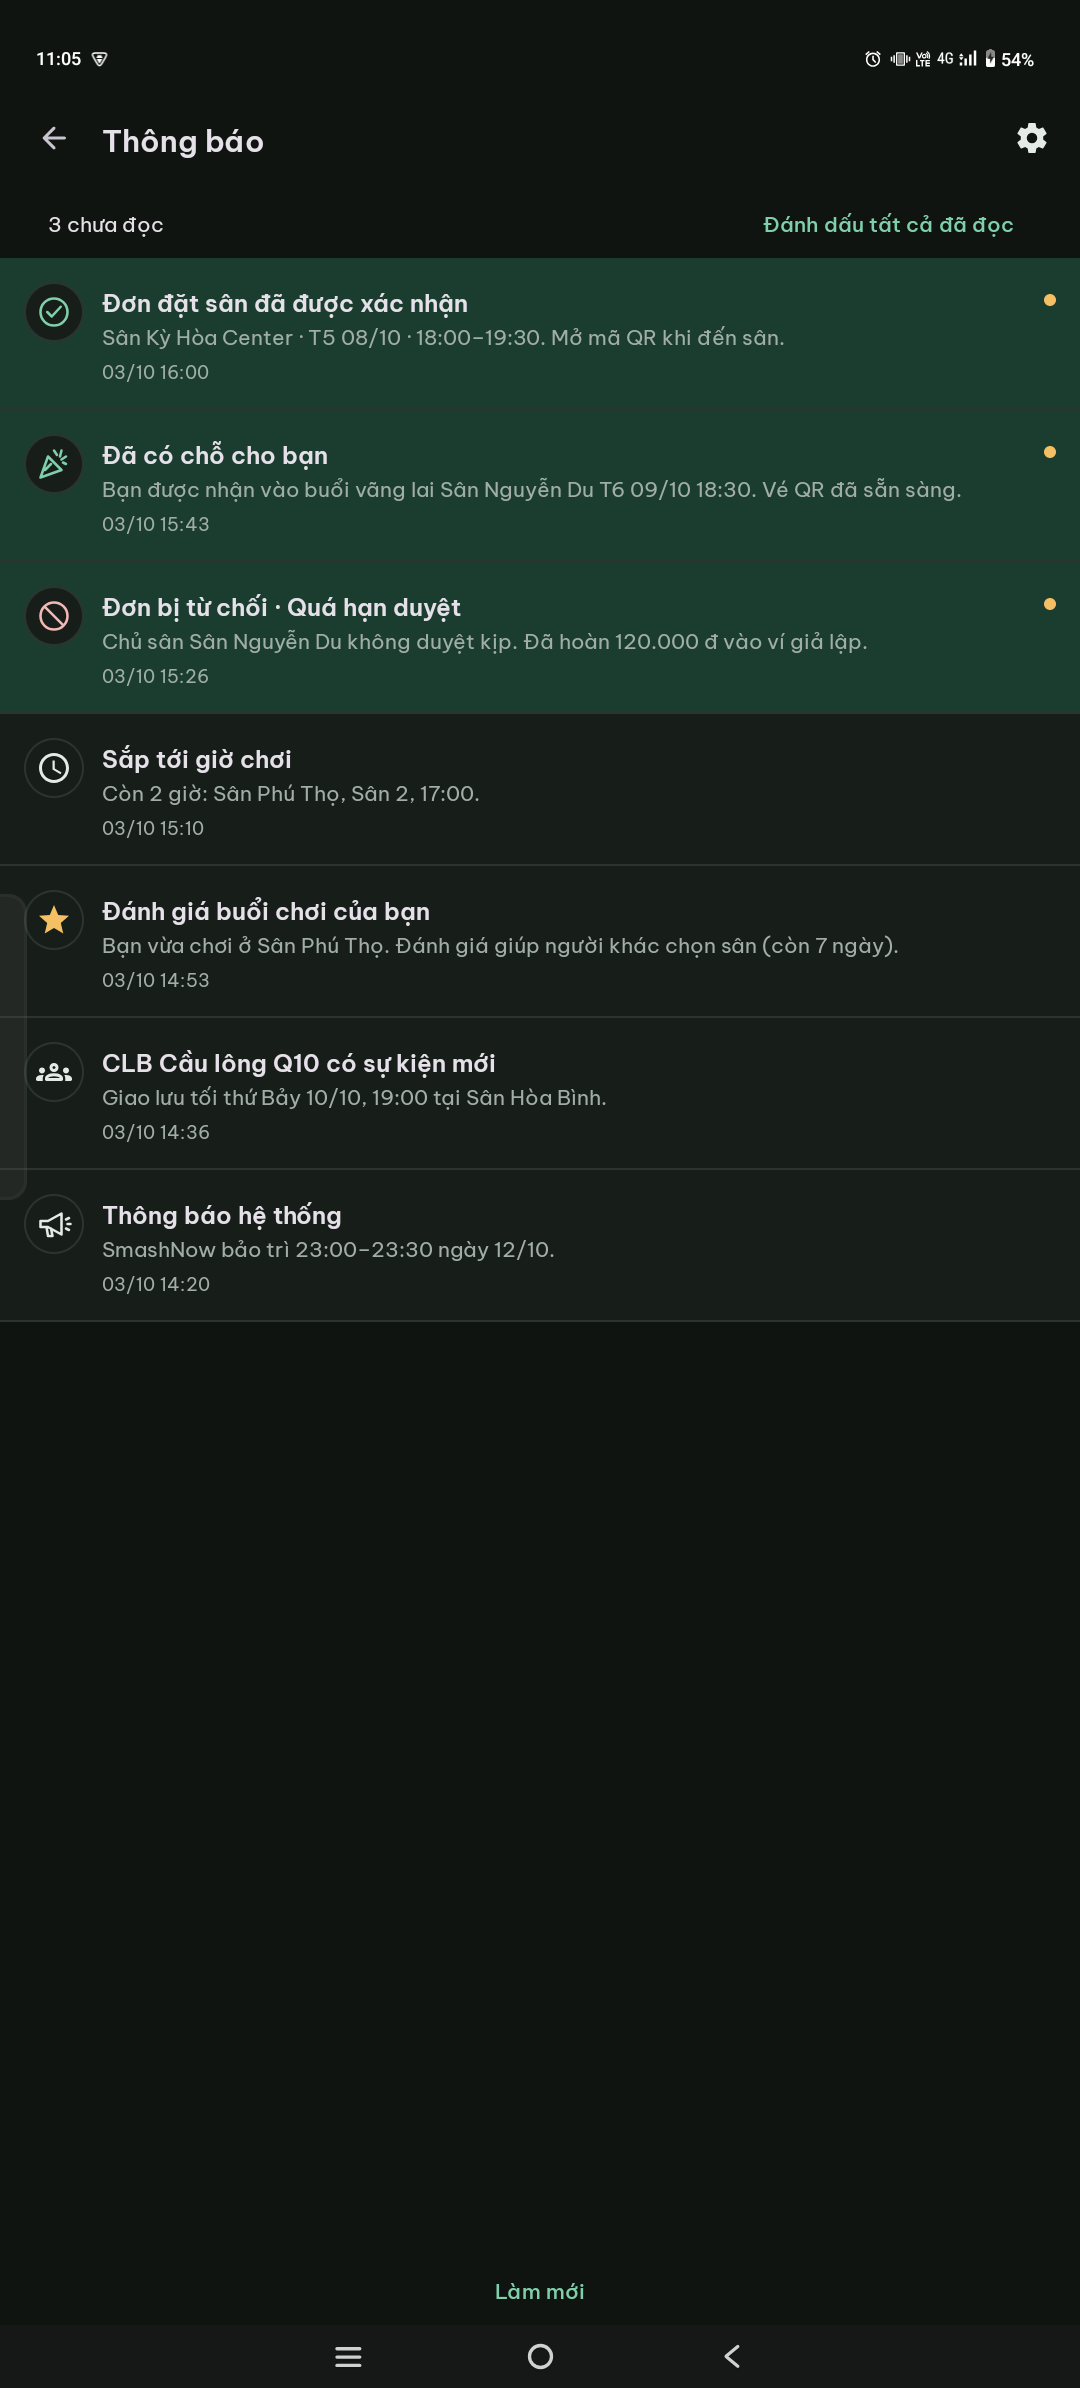 11:05
VoLTE 4G 54%
Thông báo
3 chưa đọc
Đánh dấu tất cả đã đọc
Đơn đặt sân đã được xác nhận
Sân Kỳ Hòa Center · T5 08/10 · 18:00–19:30. Mở mã QR khi đến sân.
03/10 16:00
Đã có chỗ cho bạn
Bạn được nhận vào buổi vãng lai Sân Nguyễn Du T6 09/10 18:30. Vé QR đã sẵn sàng.
03/10 15:43
Đơn bị từ chối · Quá hạn duyệt
Chủ sân Sân Nguyễn Du không duyệt kịp. Đã hoàn 120.000 đ vào ví giả lập.
03/10 15:26
Sắp tới giờ chơi
Còn 2 giờ: Sân Phú Thọ, Sân 2, 17:00.
03/10 15:10
Đánh giá buổi chơi của bạn
Bạn vừa chơi ở Sân Phú Thọ. Đánh giá giúp người khác chọn sân (còn 7 ngày).
03/10 14:53
CLB Cầu lông Q10 có sự kiện mới
Giao lưu tối thứ Bảy 10/10, 19:00 tại Sân Hòa Bình.
03/10 14:36
Thông báo hệ thống
SmashNow bảo trì 23:00–23:30 ngày 12/10.
03/10 14:20
Làm mới